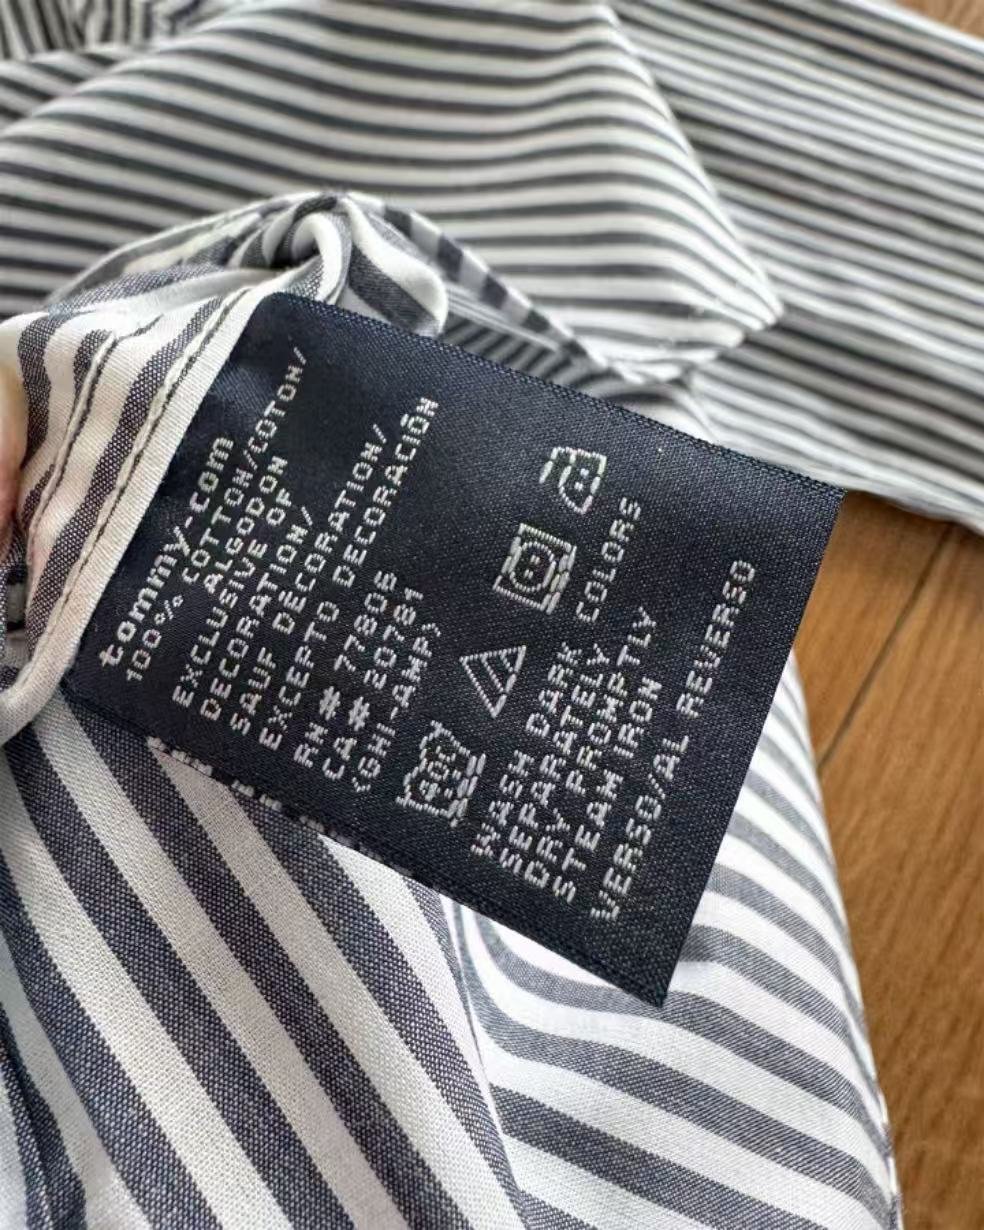 tommy.com
100% COTTON/COTON/
ALGODON
EXCLUSIVE OF
DECORATION/
SAUF DÉCORATION/
EXCEPTO DECORACIÓN
RN# 77806
CA# 20781
(GHI-AMP)
WASH DARK COLORS
SEPARATELY
DRY PROMPTLY
STEAM IRON
VERSO/AL REVERSO